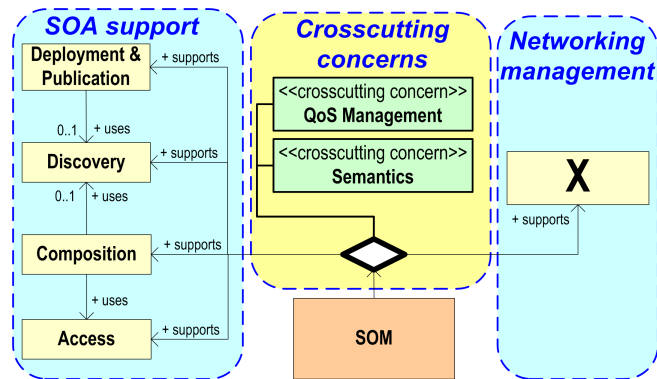 SOA support
Deployment &
Publication
+ supports
0..1
+ uses
Discovery
+ supports
0..1
+ uses
Composition
+ supports
+ uses
Access
+ supports
Crosscutting
concerns
<<crosscutting concern>>
QoS Management
<<crosscutting concern>>
Semantics
SOM
Networking
management
X
+ supports